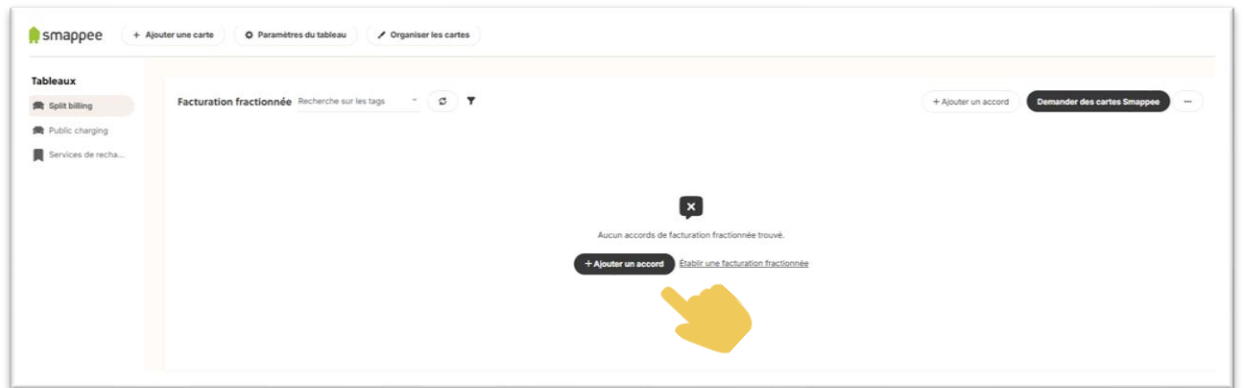 smappee
+ Ajouter une carte
Paramètres du tableau
Organiser les cartes
Tableaux
Split billing
Public charging
Services de recha...
Facturation fractionnée
Recherche sur les tags
+ Ajouter un accord
Demander des cartes Smappee
...
Aucun accords de facturation fractionnée trouvé.
+ Ajouter un accord
Établir une facturation fractionnée